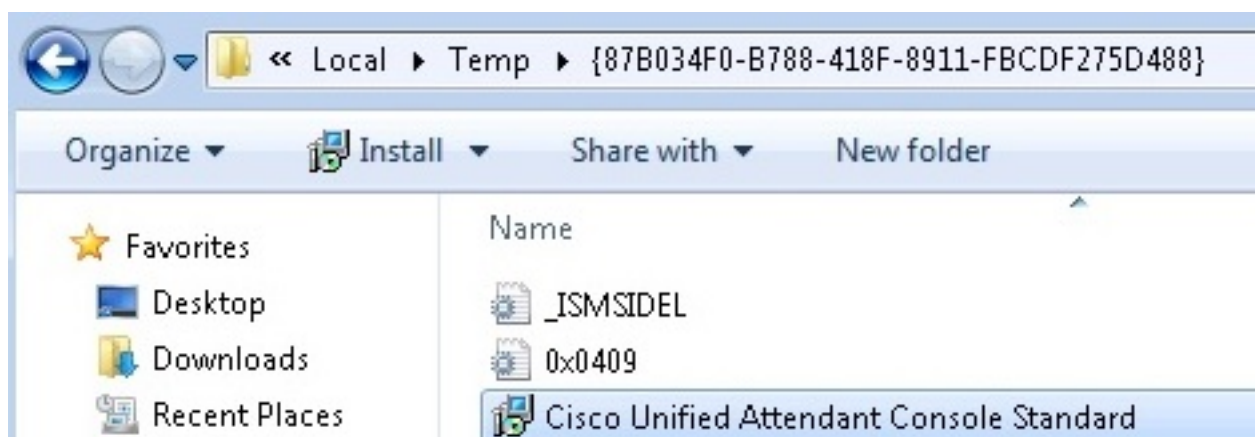 « Local ▸ Temp ▸ {87B034F0-B788-418F-8911-FBCDF275D488}
Organize ▾ Install ▾ Share with ▾ New folder
Name
Favorites
Desktop
Downloads
Recent Places
_ISMSIDEL
0x0409
Cisco Unified Attendant Console Standard